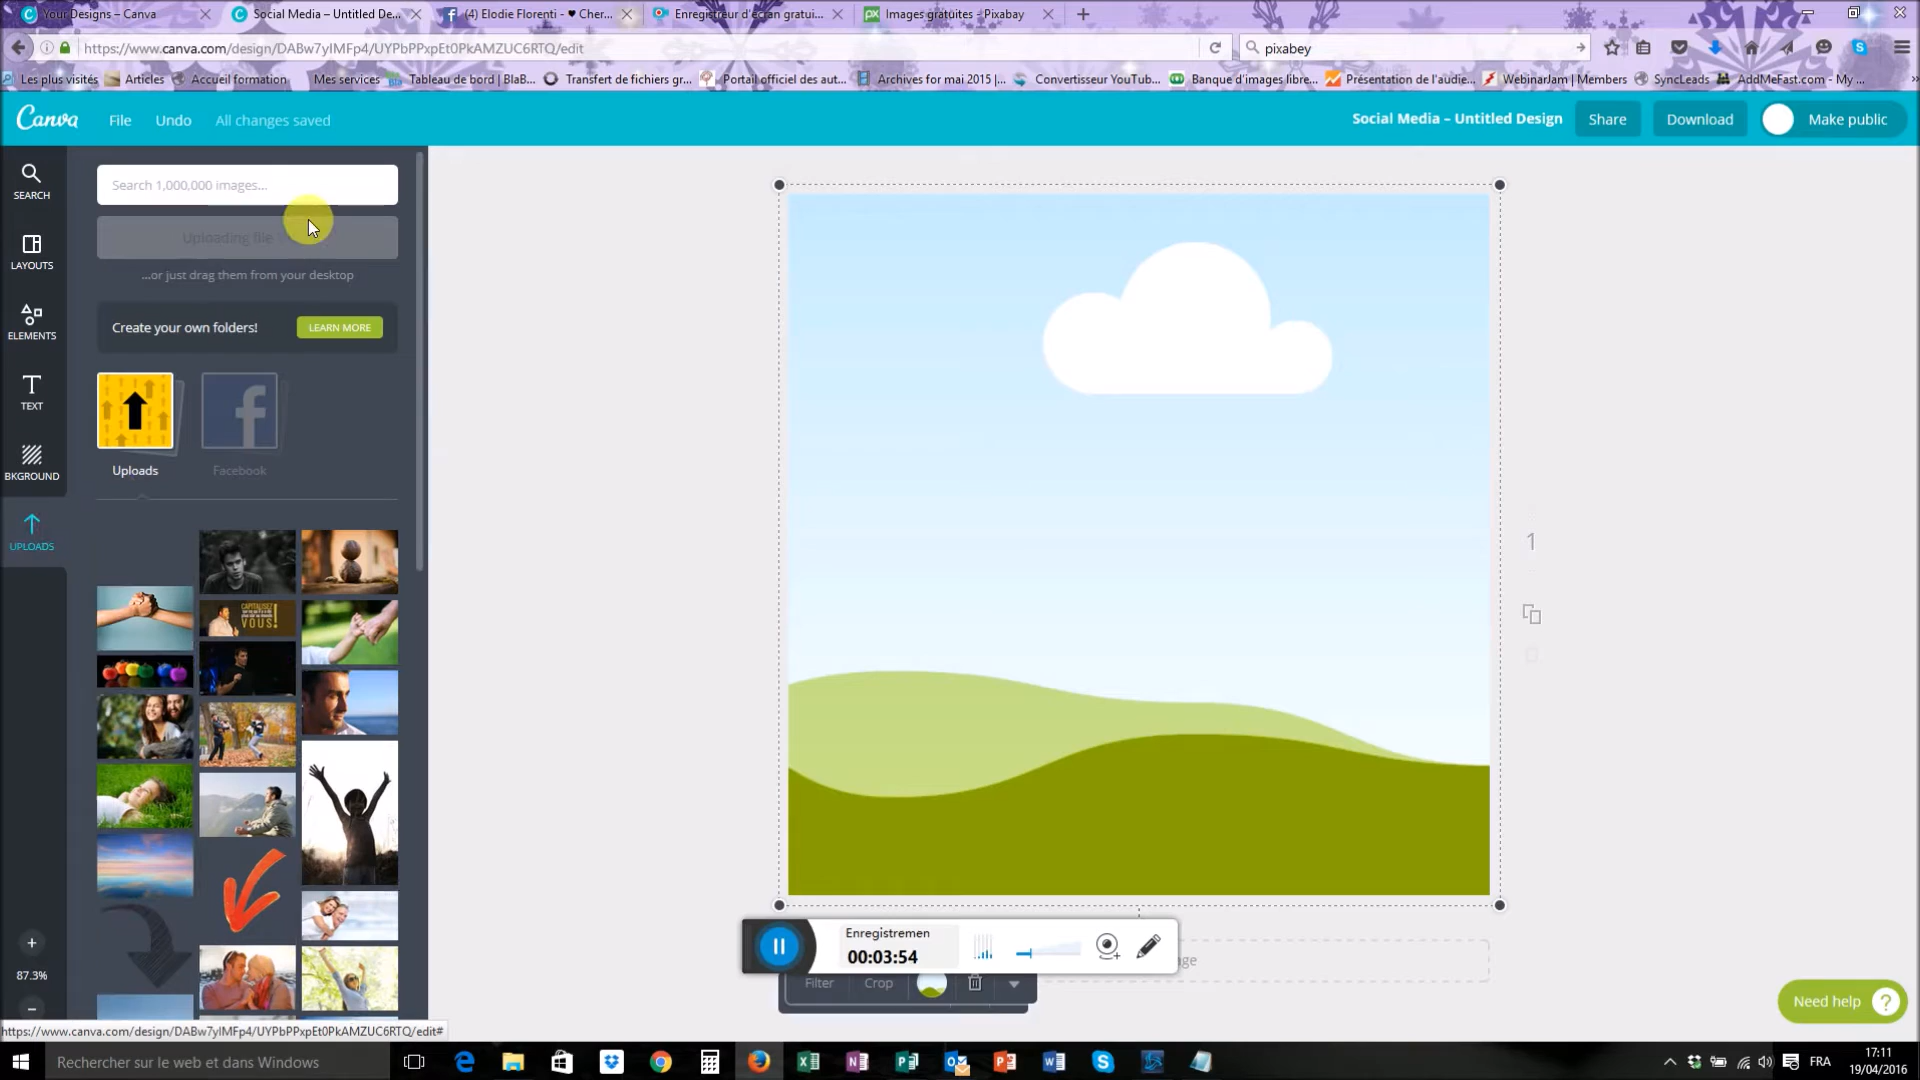 Your Designs - Canva
Social Media – Untitled De...
(4) Elodie Florenti - ♥ Cher...
Enregistreur d'écran gratui...
Images gratuites - Pixabay
https://www.canva.com/design/DABw7yIMFp4/UYPbPPxpEt0PkAMZUC6RTQ/edit
pixabey
Les plus visités
Articles
Accueil formation
Mes services
Tableau de bord | BlaB...
Transfert de fichiers gr...
Portail officiel des aut...
Archives for mai 2015 |...
Convertisseur YouTub...
Banque d'images libre...
Présentation de l'audie...
WebinarJam | Members
SyncLeads
AddMeFast.com - My ...
Canva
File
Undo
All changes saved
Social Media – Untitled Design
Share
Download
Make public
SEARCH
LAYOUTS
ELEMENTS
TEXT
BKGROUND
UPLOADS
Search 1,000,000 images...
Uploading file
...or just drag them from your desktop
Create your own folders!
LEARN MORE
Uploads
Facebook
CAPITALISEZ
VOUS !
1
Enregistremen
00:03:54
Filter
Crop
87.3%
Need help ?
https://www.canva.com/design/DABw7yIMFp4/UYPbPPxpEt0PkAMZUC6RTQ/edit#
Rechercher sur le web et dans Windows
FRA
17:11
19/04/2016